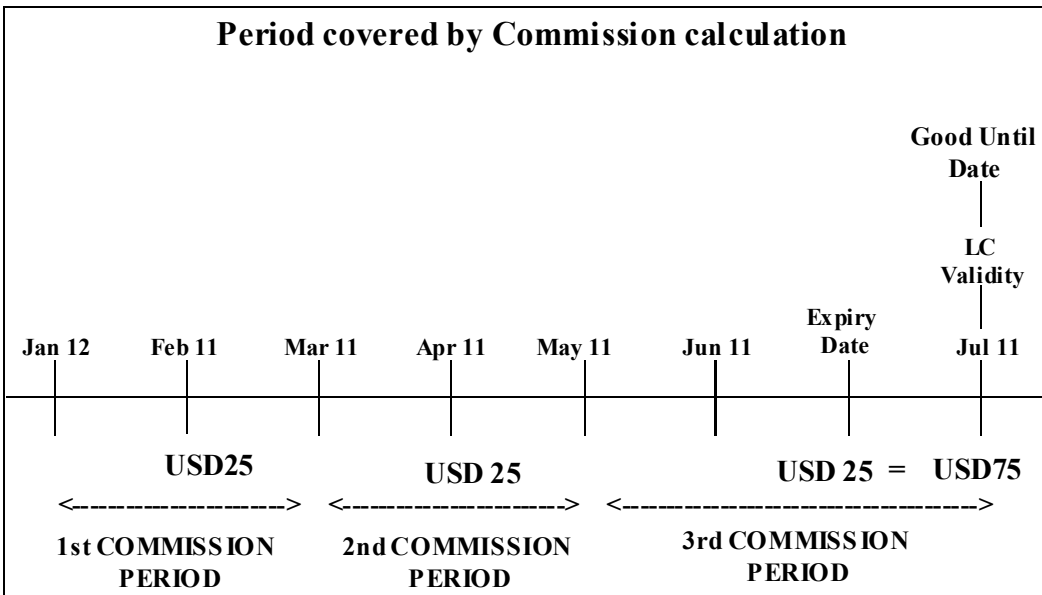 Period covered by Commission calculation
Good Until
Date
LC
Validity
Expiry
Date
Jan 12 Feb 11 Mar 11 Apr 11 May 11 Jun 11 Jul 11
USD25 USD 25 USD 25 = USD75
1st COMMISSION
PERIOD
2nd COMMISSION
PERIOD
3rd COMMISSION
PERIOD